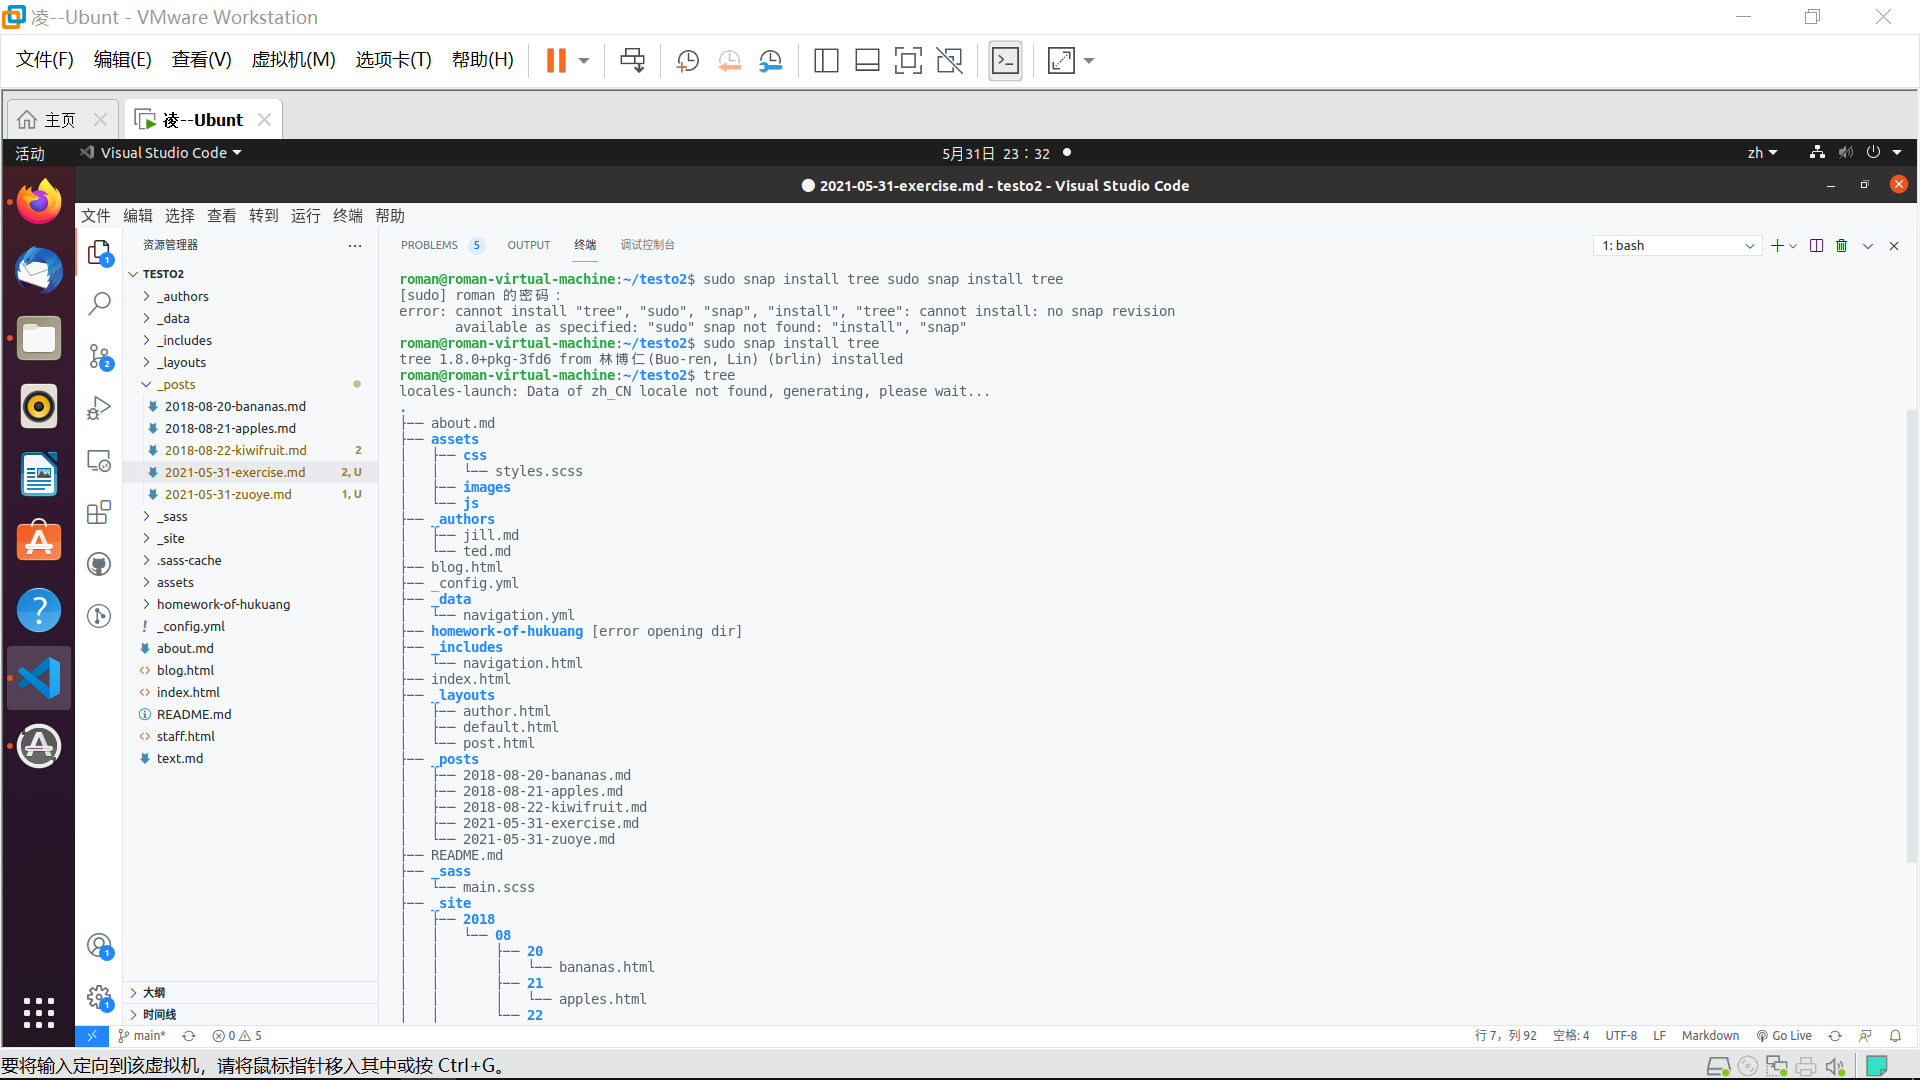 凌--Ubunt - VMware Workstation
文件(F) 编辑(E) 查看(V) 虚拟机(M) 选项卡(T) 帮助(H)
主页 凌--Ubunt
活动 Visual Studio Code 5月31日 23：32 zh
2021-05-31-exercise.md - testo2 - Visual Studio Code
文件 编辑 选择 查看 转到 运行 终端 帮助
资源管理器
TESTO2
_authors
_data
_includes
_layouts
_posts
2018-08-20-bananas.md
2018-08-21-apples.md
2018-08-22-kiwifruit.md 2
2021-05-31-exercise.md 2, U
2021-05-31-zuoye.md 1, U
_sass
_site
.sass-cache
assets
homework-of-hukuang
_config.yml
about.md
blog.html
index.html
README.md
staff.html
text.md
大纲
时间线
1
2
1
1
PROBLEMS 5 OUTPUT 终端 调试控制台 1: bash
roman@roman-virtual-machine:~/testo2$ sudo snap install tree sudo snap install tree
[sudo] roman 的密码：
error: cannot install "tree", "sudo", "snap", "install", "tree": cannot install: no snap revision
available as specified: "sudo" snap not found: "install", "snap"
roman@roman-virtual-machine:~/testo2$ sudo snap install tree
tree 1.8.0+pkg-3fd6 from 林博仁(Buo-ren, Lin) (brlin) installed
roman@roman-virtual-machine:~/testo2$ tree
locales-launch: Data of zh_CN locale not found, generating, please wait...
.
├── about.md
├── assets
│   ├── css
│   │   └── styles.scss
│   ├── images
│   └── js
├── _authors
│   ├── jill.md
│   └── ted.md
├── blog.html
├── _config.yml
├── _data
│   └── navigation.yml
├── homework-of-hukuang [error opening dir]
├── _includes
│   └── navigation.html
├── index.html
├── _layouts
│   ├── author.html
│   ├── default.html
│   └── post.html
├── _posts
│   ├── 2018-08-20-bananas.md
│   ├── 2018-08-21-apples.md
│   ├── 2018-08-22-kiwifruit.md
│   ├── 2021-05-31-exercise.md
│   └── 2021-05-31-zuoye.md
├── README.md
├── _sass
│   └── main.scss
├── _site
│   ├── 2018
│   │   └── 08
│   │       ├── 20
│   │       │   └── bananas.html
│   │       ├── 21
│   │       │   └── apples.html
│   │       └── 22
main* 0 5 行 7，列 92 空格: 4 UTF-8 LF Markdown Go Live
要将输入定向到该虚拟机，请将鼠标指针移入其中或按 Ctrl+G。